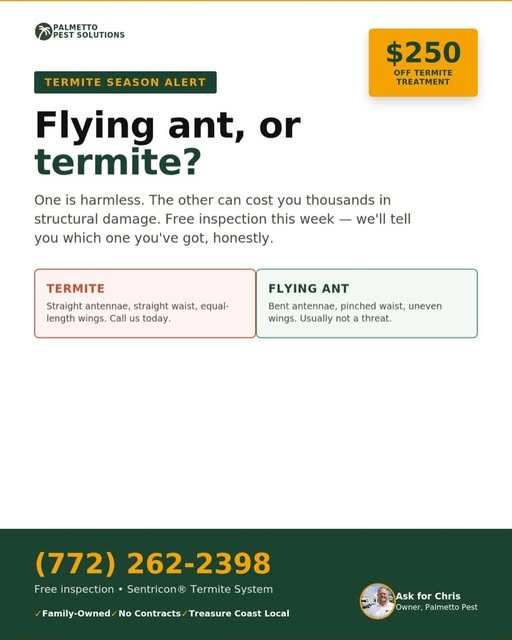 PALMETTO
PEST SOLUTIONS
$250
OFF TERMITE
TREATMENT
TERMITE SEASON ALERT
Flying ant, or
termite?
One is harmless. The other can cost you thousands in
structural damage. Free inspection this week — we'll tell
you which one you've got, honestly.
TERMITE
Straight antennae, straight waist, equal-
length wings. Call us today.
FLYING ANT
Bent antennae, pinched waist, uneven
wings. Usually not a threat.
(772) 262-2398
Free inspection • Sentricon® Termite System
✓Family-Owned✓No Contracts✓Treasure Coast Local
Ask for Chris
Owner, Palmetto Pest